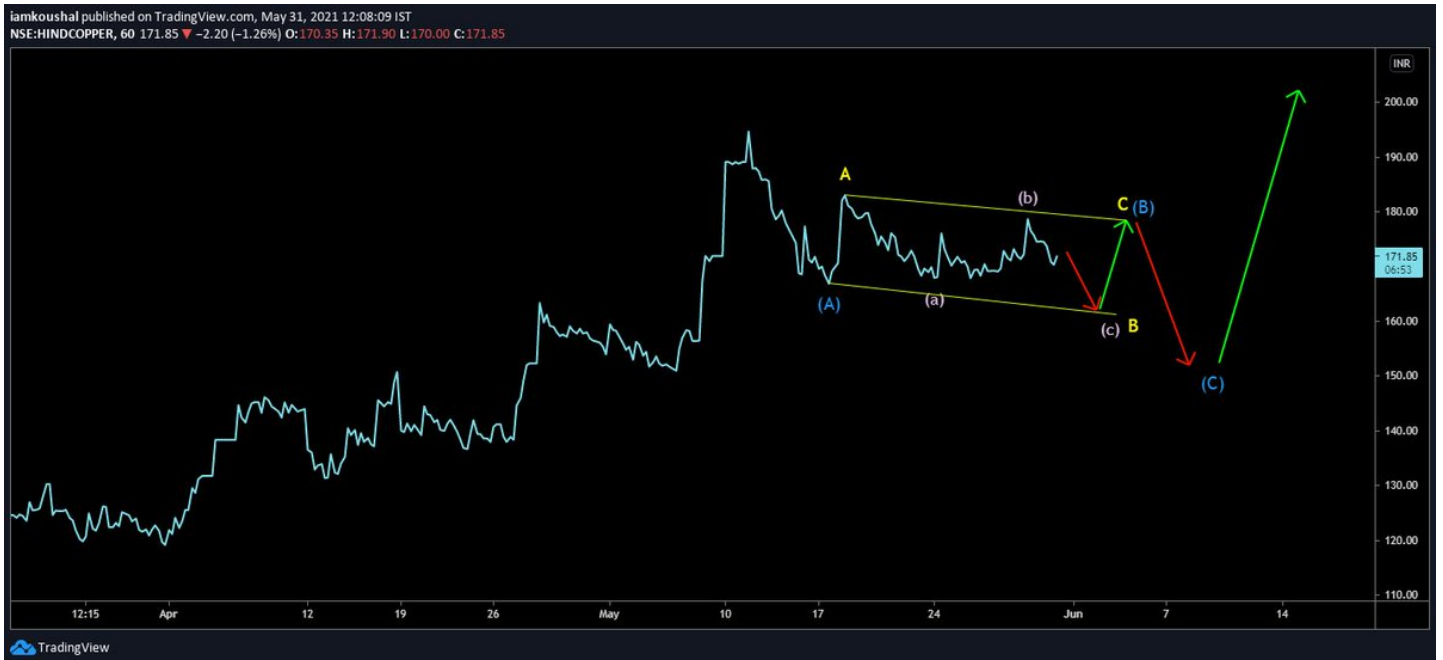 iamkoushal published on TradingView.com, May 31, 2021 12:08:09 IST
NSE:HINDCOPPER, 60 171.85 ▼ −2.20 (−1.26%) O:170.35 H:171.90 L:170.00 C:171.85
INR
200.00
190.00
A
(b)
C (B)
180.00
171.85
06:53
(A)
(a)
(c) B
160.00
150.00
(C)
140.00
130.00
120.00
110.00
12:15 Apr 12 19 26 May 10 17 24 Jun 7 14
TradingView